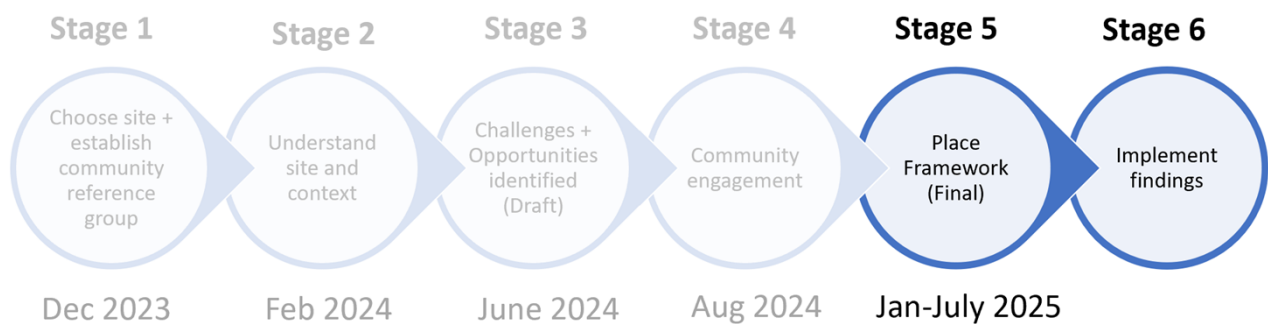 Stage 1
Stage 2
Stage 3
Stage 4
Stage 5
Stage 6
Choose site +
establish
community
reference
group
Understand
site and
context
Challenges +
Opportunities
identified
(Draft)
Community
engagement
Place
Framework
(Final)
Implement
findings
Dec 2023
Feb 2024
June 2024
Aug 2024
Jan-July 2025